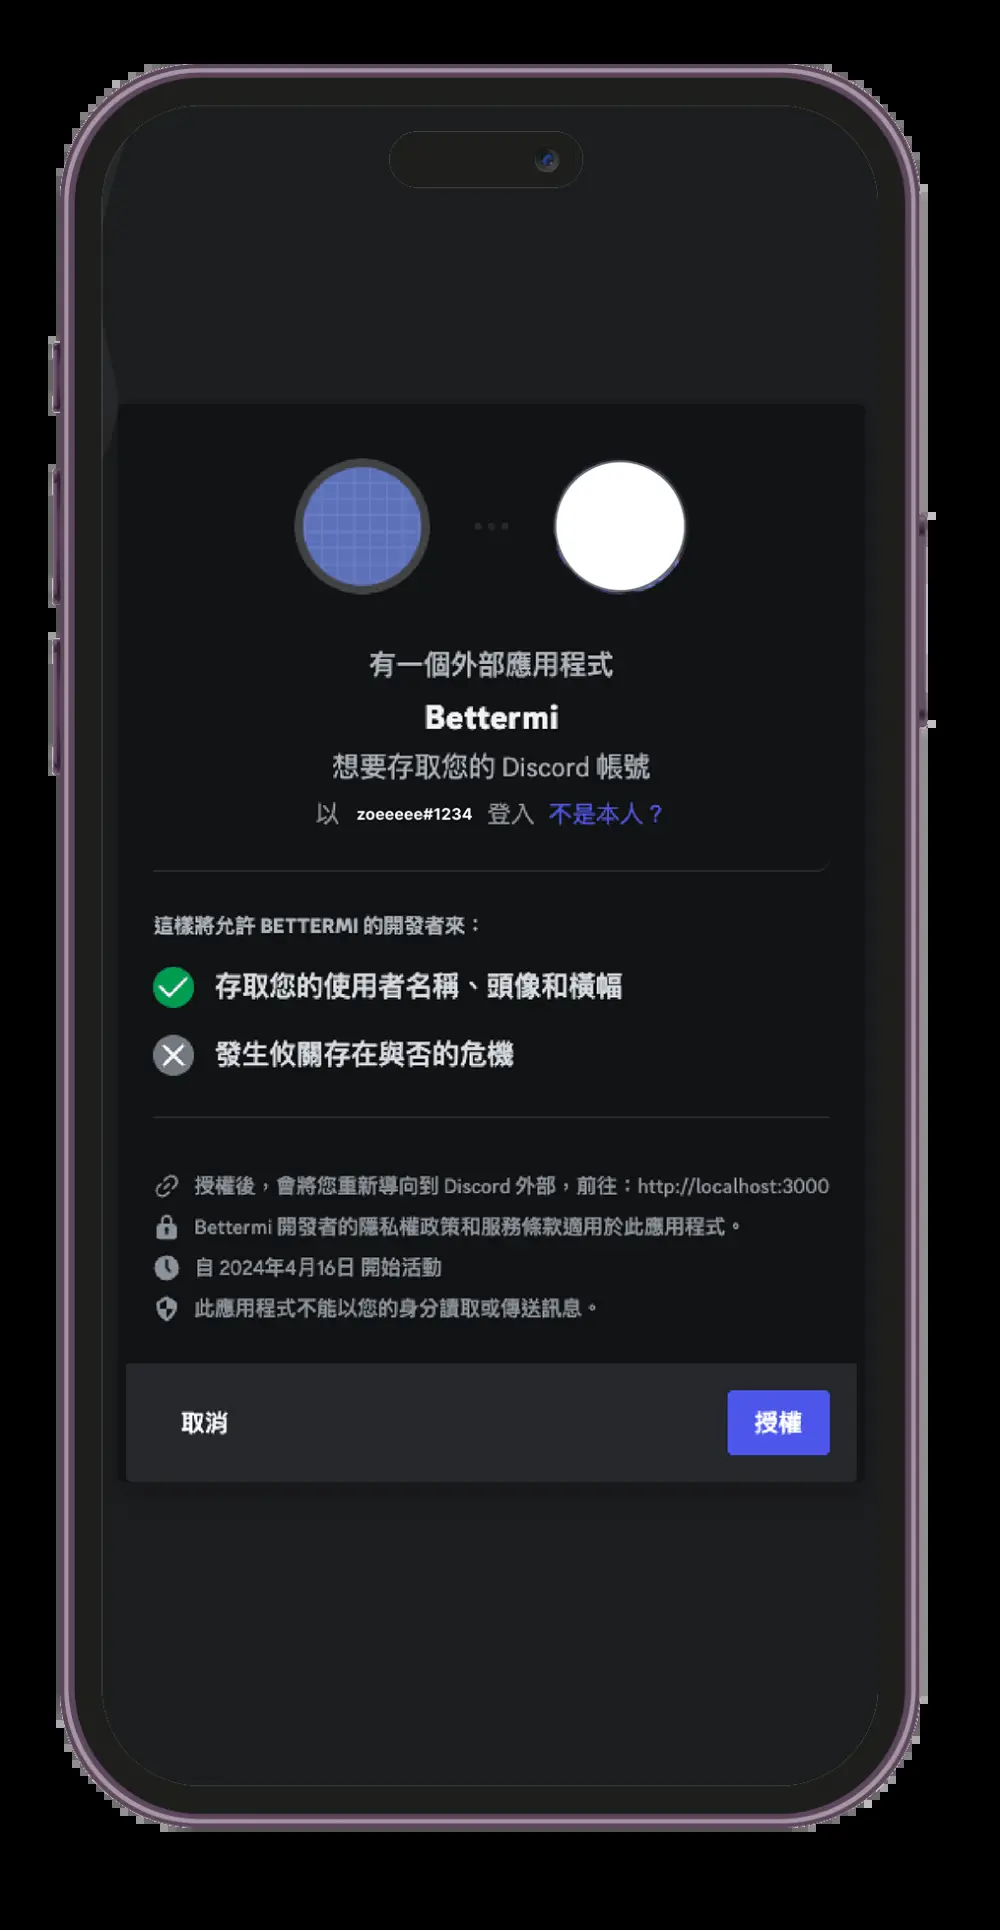 有一個外部應用程式
Bettermi
想要存取您的 Discord 帳號
以 zoeeeee#1234 登入 不是本人？
這樣將允許 BETTERMI 的開發者來：
存取您的使用者名稱、頭像和橫幅
發生攸關存在與否的危機
授權後，會將您重新導向到 Discord 外部，前往：http://localhost:3000
Bettermi 開發者的隱私權政策和服務條款適用於此應用程式。
自 2024年4月16日 開始活動
此應用程式不能以您的身分讀取或傳送訊息。
取消
授權